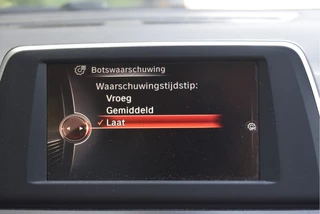 Botswaarschuwing
Waarschuwingstijdstip:
Vroeg
Gemiddeld
✓ Laat